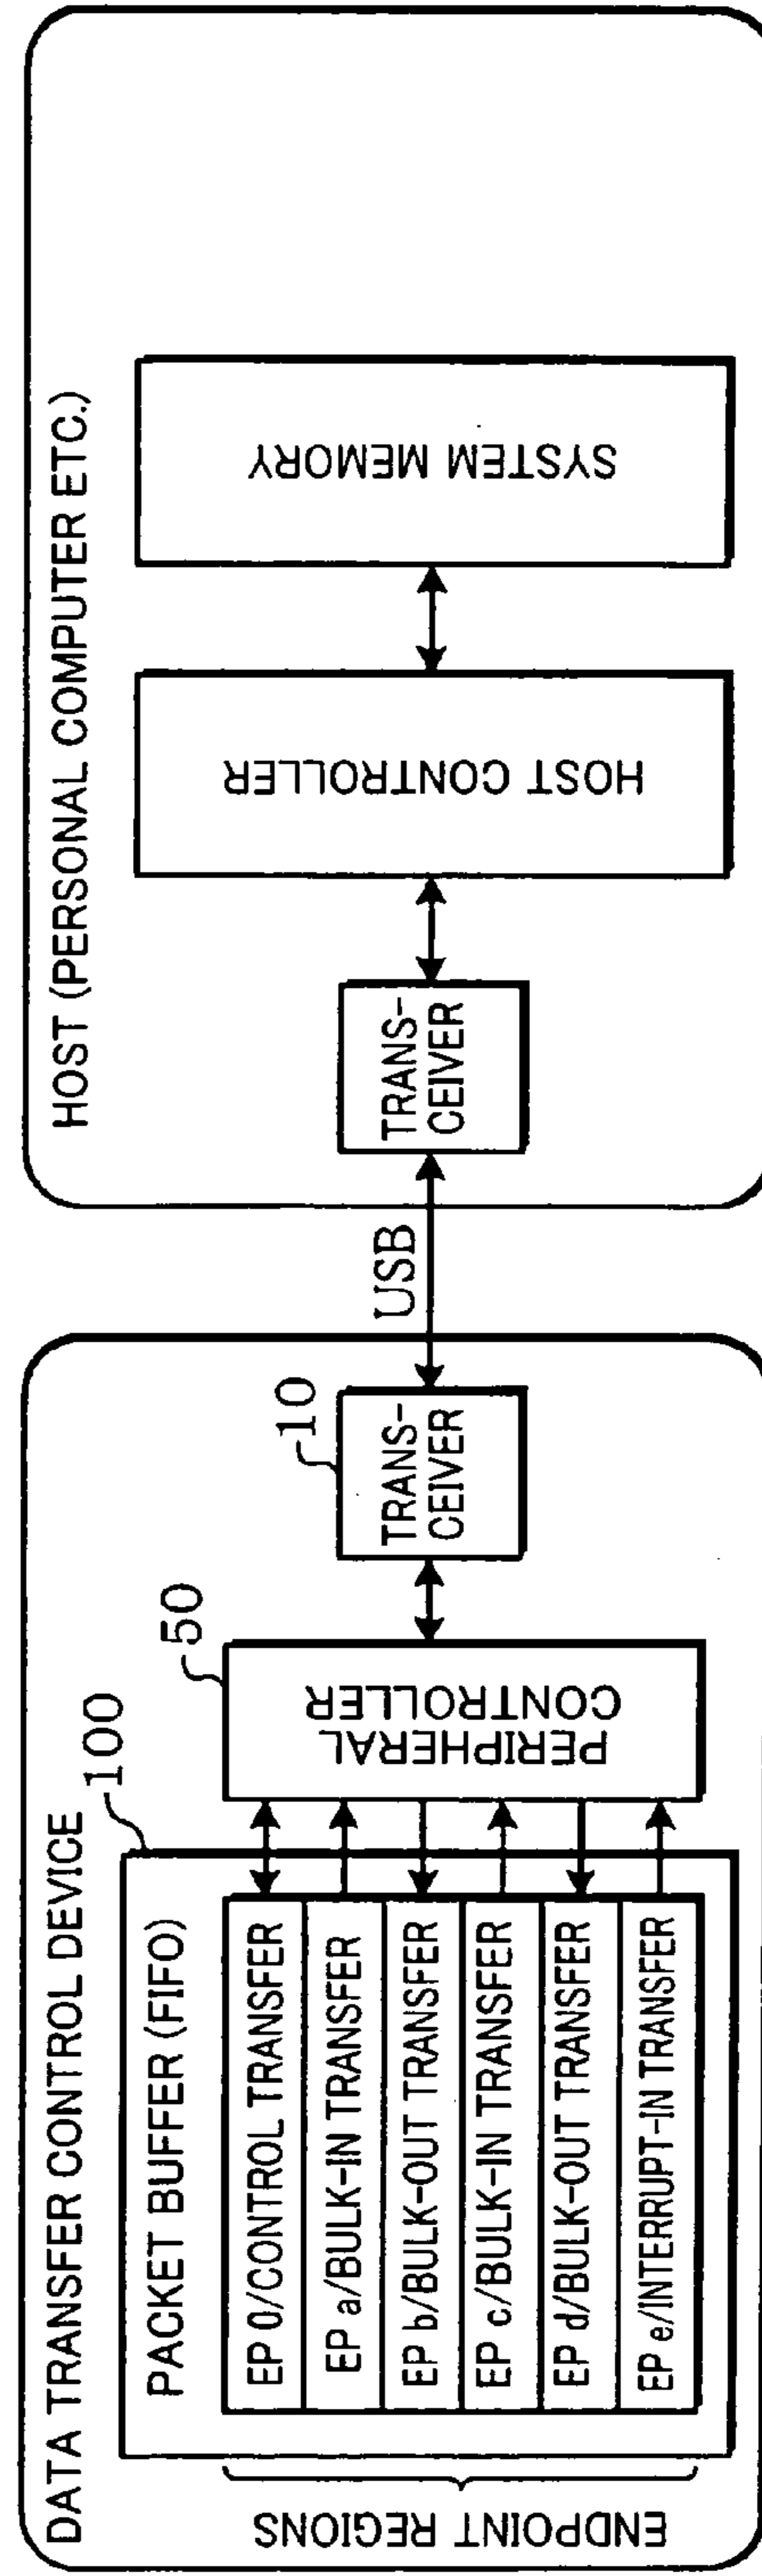 DATA TRANSFER CONTROL DEVICE
100
PACKET BUFFER (FIFO)
EP 0/CONTROL TRANSFER
EP a/BULK-IN TRANSFER
EP b/BULK-OUT TRANSFER
EP c/BULK-IN TRANSFER
EP d/BULK-OUT TRANSFER
EP e/INTERRUPT-IN TRANSFER
ENDPOINT REGIONS
50
PERIPHERAL
CONTROLLER
10
TRANS-
CEIVER
USB
HOST (PERSONAL COMPUTER ETC.)
TRANS-
CEIVER
HOST CONTROLLER
SYSTEM MEMORY